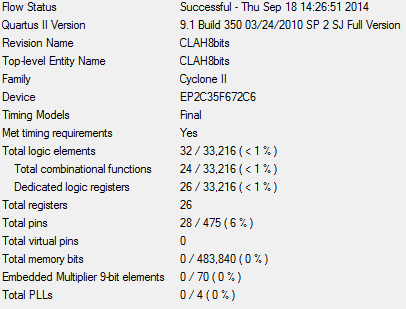 Flow Status Successful - Thu Sep 18 14:26:51 2014
Quartus II Version 9.1 Build 350 03/24/2010 SP 2 SJ Full Version
Revision Name CLAH8bits
Top-level Entity Name CLAH8bits
Family Cyclone II
Device EP2C35F672C6
Timing Models Final
Met timing requirements Yes
Total logic elements 32 / 33,216 ( < 1 % )
Total combinational functions 24 / 33,216 ( < 1 % )
Dedicated logic registers 26 / 33,216 ( < 1 % )
Total registers 26
Total pins 28 / 475 ( 6 % )
Total virtual pins 0
Total memory bits 0 / 483,840 ( 0 % )
Embedded Multiplier 9-bit elements 0 / 70 ( 0 % )
Total PLLs 0 / 4 ( 0 % )